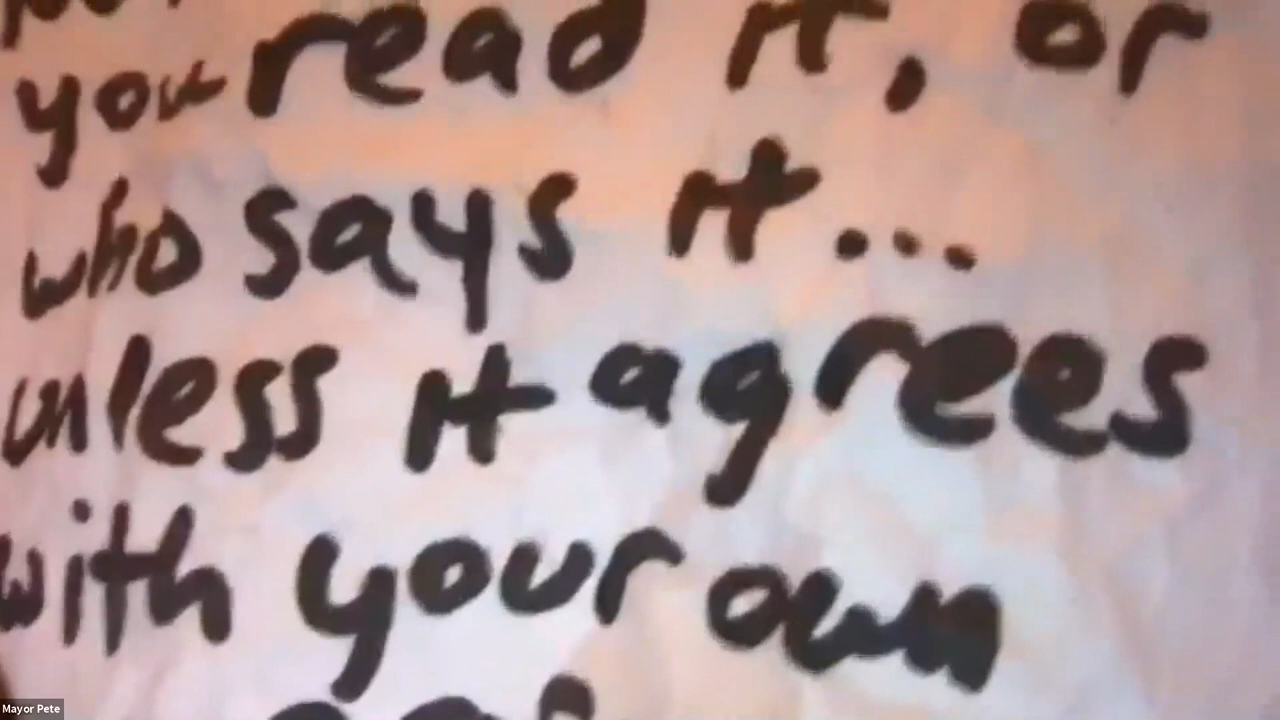 you read it, or
who says it...
unless it agrees
with your own
Mayor Pete